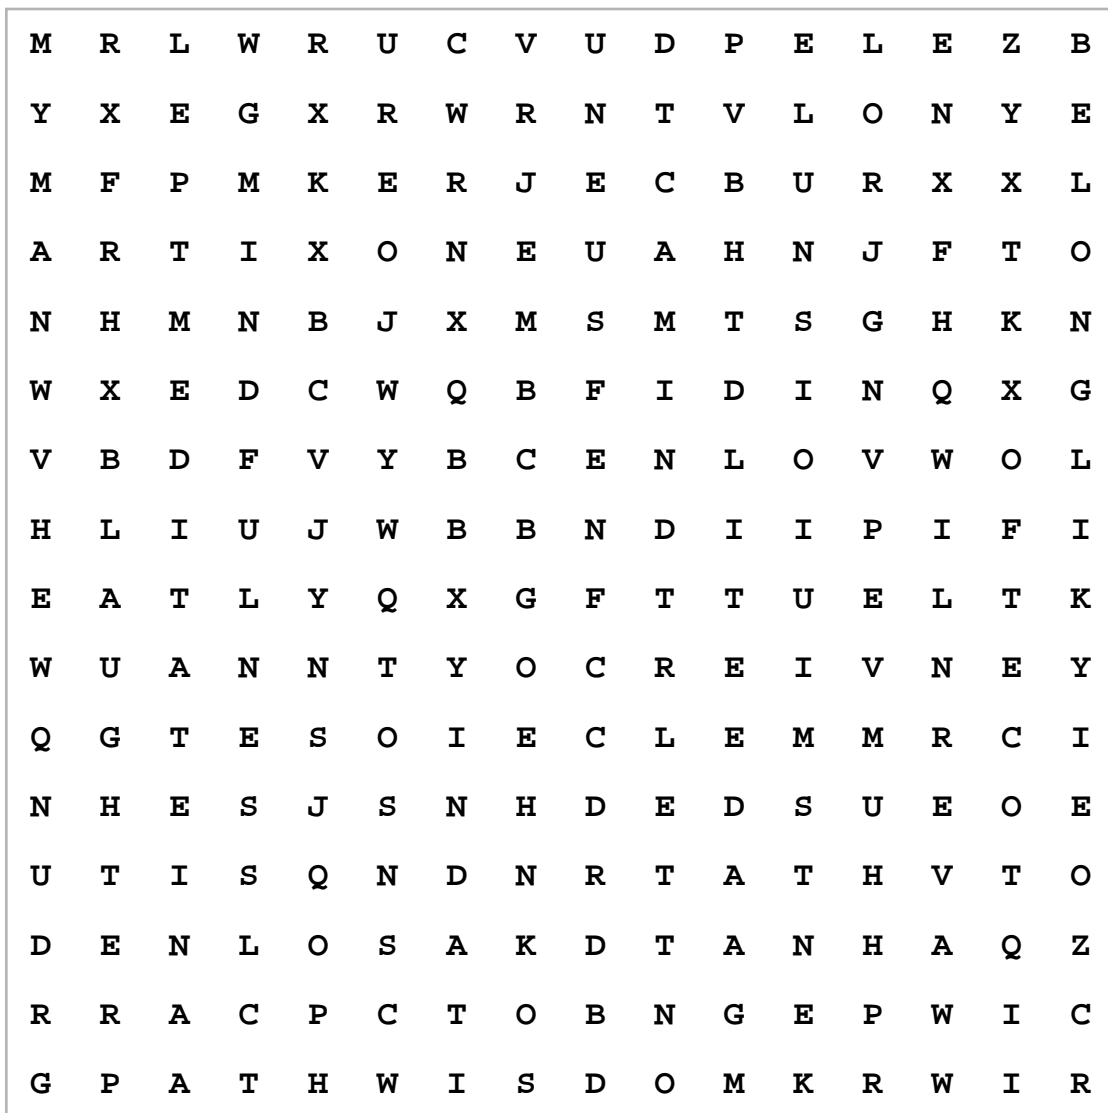 M R L W R U C V U D P E L E Z B
Y X E G X R W R N T V L O N Y E
M F P M K E R J E C B U R X X L
A R T I X O N E U A H N J F T O
N H M N B J X M S M T S G H K N
W X E D C W Q B F I D I N Q X G
V B D F V Y B C E N L O V W O L
H L I U J W B B N D I I P I F I
E A T L Y Q X G F T T U E L T K
W U A N N T Y O C R E I V N E Y
Q G T E S O I E C L E M M R C I
N H E S J S N H D E D S U E O E
U T I S Q N D N R T A T H V T O
D E N L O S A K D T A N H A Q Z
R R A C P C T O B N G E P W I C
G P A T H W I S D O M K R W I R